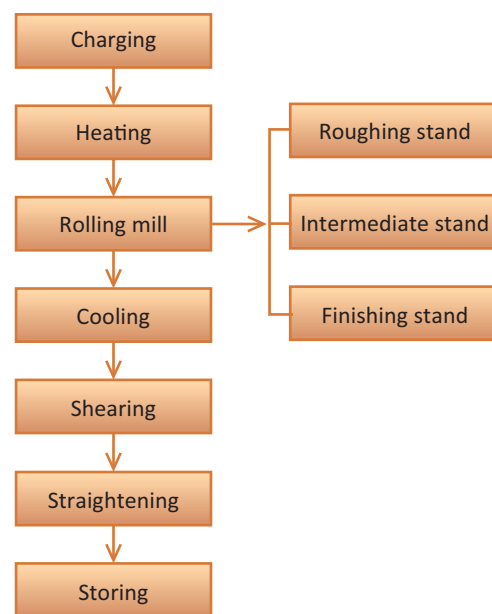 Charging
Heating
Rolling mill
Cooling
Shearing
Straightening
Storing
Roughing stand
Intermediate stand
Finishing stand